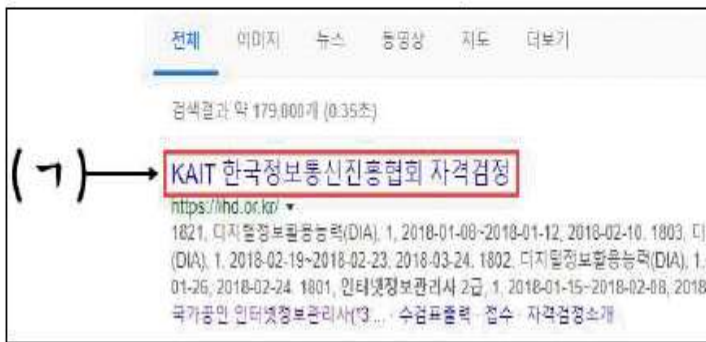 전체 이미지 뉴스 동영상 지도 더보기
검색결과 약 179,000개 (0.35초)
(ㄱ)
KAIT 한국정보통신진흥협회 자격검정
https://ihd.or.kr/
1821, 디지털정보활용능력(DIA), 1, 2018-01-08~2018-01-12, 2018-02-10. 1803, 디
(DIA), 1, 2018-02-19~2018-02-23, 2018-03-24. 1802, 디지털정보활용능력(DIA), 1.
01-26, 2018-02-24. 1801, 인터넷정보관리사 2급, 1, 2018-01-15~2018-02-08, 2018
국가공인 인터넷정보관리사(*3 ... · 수검표출력 · 접수 · 자격검정소개